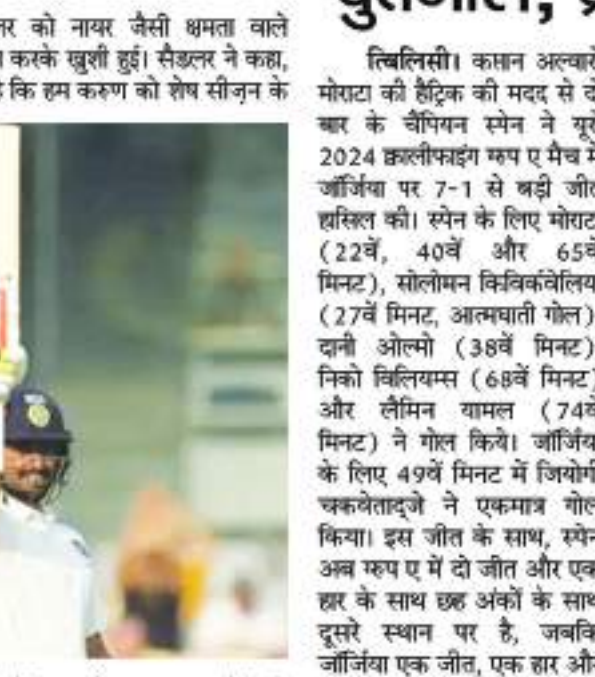 को नायर जैसी क्षमता वाले
करके खुशी हुई। सैडलर ने कहा,
कि हम करुण को शेष सीज़न के
त्बिलिसी। कप्तान अल्वारो
मोराटा की हैट्रिक की मदद से
बार के चैंपियन स्पेन ने
2024 क्वालीफाइंग ग्रुप ए मैच
जॉर्जिया पर 7-1 से बड़ी जीत
हासिल की। स्पेन के लिए मोराटा
(22वें, 40वें और 65वें
मिनट), सोलोमन किविर्कवेलिय
(27वें मिनट, आत्मघाती गोल)
दानी ओल्मो (38वें मिनट)
निको विलियम्स (68वें मिनट)
और लैमिन यामल (74वें
मिनट) ने गोल किये। जॉर्जिय
के लिए 49वें मिनट में जियोर्गी
चकवेताद्जे ने एकमात्र गोल
किया। इस जीत के साथ, स्पेन
अब ग्रुप ए में दो जीत और एक
हार के साथ छह अंकों के साथ
दूसरे स्थान पर है, जबकि
जॉर्जिया एक जीत, एक हार और